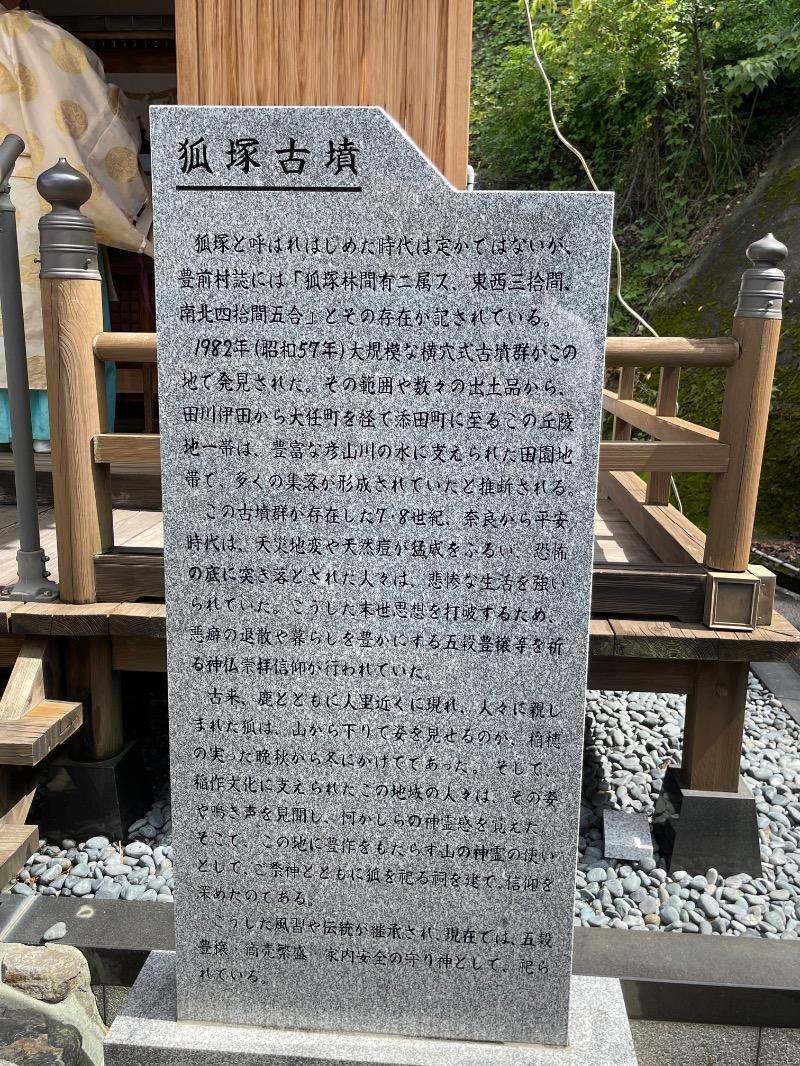 狐塚古墳
狐塚と呼ばれはじめた時代は定かではないが、
豊前村誌には「狐塚林間有ニ属ス、東西三拾間、
南北四拾間五合」とその存在が記されている。
1982年(昭和57年)大規模な横穴式古墳群がこの
地で発見された。その範囲や数々の出土品から、
田川伊田から大任町を経て添田町に至るこの丘陵
地一帯は、豊富な彦山川の水に支えられた田園地
帯で、多くの集落が形成されていたと推断される。
この古墳群が存在した7・8世紀、奈良から平安
時代は、天災地変や天然痘が猛威をふるい、恐怖
の底に突き落とされた人々は、悲惨な生活を強い
られていた。こうした末世思想を打破するため、
悪癖の退散や暮らしを豊かにする五穀豊穣等を祈
る神仏崇拝信仰が行われていた。
古来、鹿とともに人里近くに現れ、人々に親し
まれた狐は、山から下りて姿を見せるのが、稲穂
の実った晩秋から冬にかけてであった。そして、
稲作文化に支えられたこの地域の人々は、その姿
や鳴き声を見聞し、何かしらの神霊感を覚えた。
そこで、この地に豊作をもたらす山の神霊の使い
として、ご祭神とともに狐を祀る祠を建て、信仰を
深めたのである。
こうした風習や伝統が継承され、現在では、五穀
豊穣・商売繁盛・家内安全の守り神として、祀ら
れている。